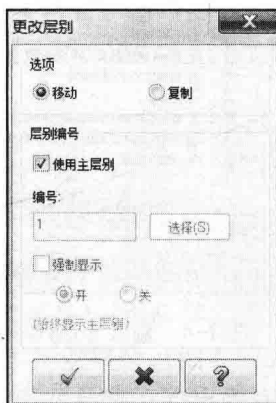 更改层别
选项
移动 复制
层别编号
使用主层别
编号:
1 选择(S)
强制显示
开 关
(始终显示主层别)